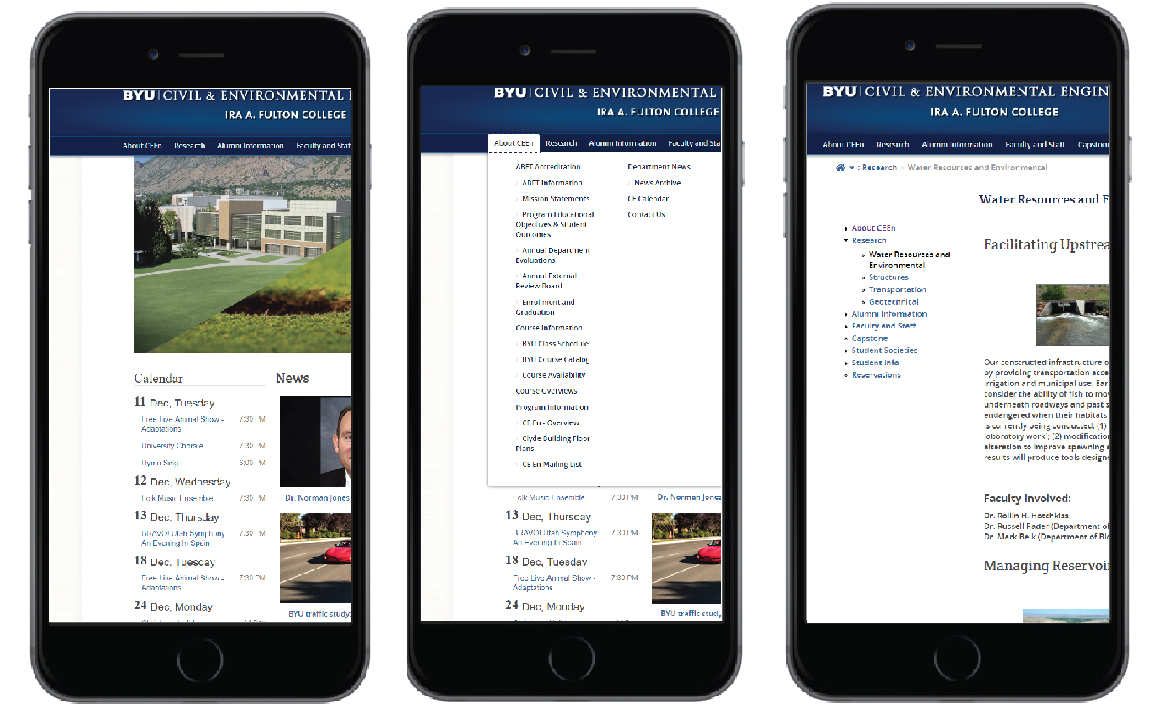 BYU CIVIL & ENVIRONMENTAL
IRA A. FULTON COLLEGE
About CEEn Research Alumni Information Faculty and Staf
Calendar
News
11 Dec, Tuesday
Free Live Animal Show - 7:30 PM
Adaptations
University Chorale 7:30 PM
Hymn Sing 6:00 PM
12 Dec, Wednesday
Folk Music Ensemble 7:30 PM
Dr. Norman Jones
13 Dec, Thursday
BRAVO! Utah Symphony 7:30 PM
An Evening In Spain
18 Dec, Tuesday
Free Live Animal Show - 7:30 PM
Adaptations
24 Dec, Monday
BYU traffic study
BYU CIVIL & ENVIRONMENTAL
IRA A. FULTON COLLEGE
About CEEn Research Alumni Information Faculty and Sta
ABET Accreditation
ABET Information
Mission Statements
Program Educational
Objectives & Student
Outcomes
Annual Department
Evaluations
Annual External
Review Board
Enrollment and
Graduation
Course Information
BYU Class Schedule
BYU Course Catalog
Course Availability
Course Overviews
Program Information
CE En - Overview
Clyde Building Floor
Plans
CE En Mailing List
Department News
News Archive
CE Calendar
Contact Us
Folk Music Ensemble 7:30 PM
Dr. Norman Jones
13 Dec, Thursday
BRAVO! Utah Symphony 7:30 PM
An Evening In Spain
18 Dec, Tuesday
Free Live Animal Show - 7:30 PM
Adaptations
24 Dec, Monday
BYU traffic study
BYU CIVIL & ENVIRONMENTAL ENGIN
IRA A. FULTON COLLEGE
About CEEn Research Alumni Information Faculty and Staff Capston
Research Water Resources and Environmental
Water Resources and E
About CEEn
Research
Water Resources and
Environmental
Structures
Transportation
Geotechnical
Alumni Information
Faculty and Staff
Capstone
Student Societies
Student Info
Reservations
Facilitating Upstrea
Our constructed infrastructure o
by providing transportation acce
irrigation and municipal use. Ear
consider the ability of fish to mov
underneath roadways and past s
endangered when their habitats
is currently being conducted: (1)
laboratory work; (2) modification
alteration to improve spawning a
results will produce tools designe
Faculty Involved:
Dr. Rollin H. Hotchkiss
Dr. Russell Rader (Department of
Dr. Mark Belk (Department of Bio
Managing Reservoir